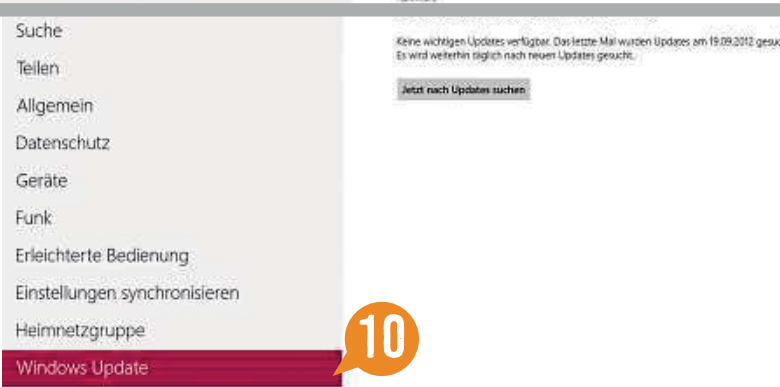 Suche
Teilen
Allgemein
Datenschutz
Geräte
Funk
Erleichterte Bedienung
Einstellungen synchronisieren
Heimnetzgruppe
Windows Update
10
Keine wichtigen Updates verfügbar. Das letzte Mal wurden Updates am 19.09.2012 gesuc
Es wird weiterhin täglich nach neuen Updates gesucht.
Jetzt nach Updates suchen